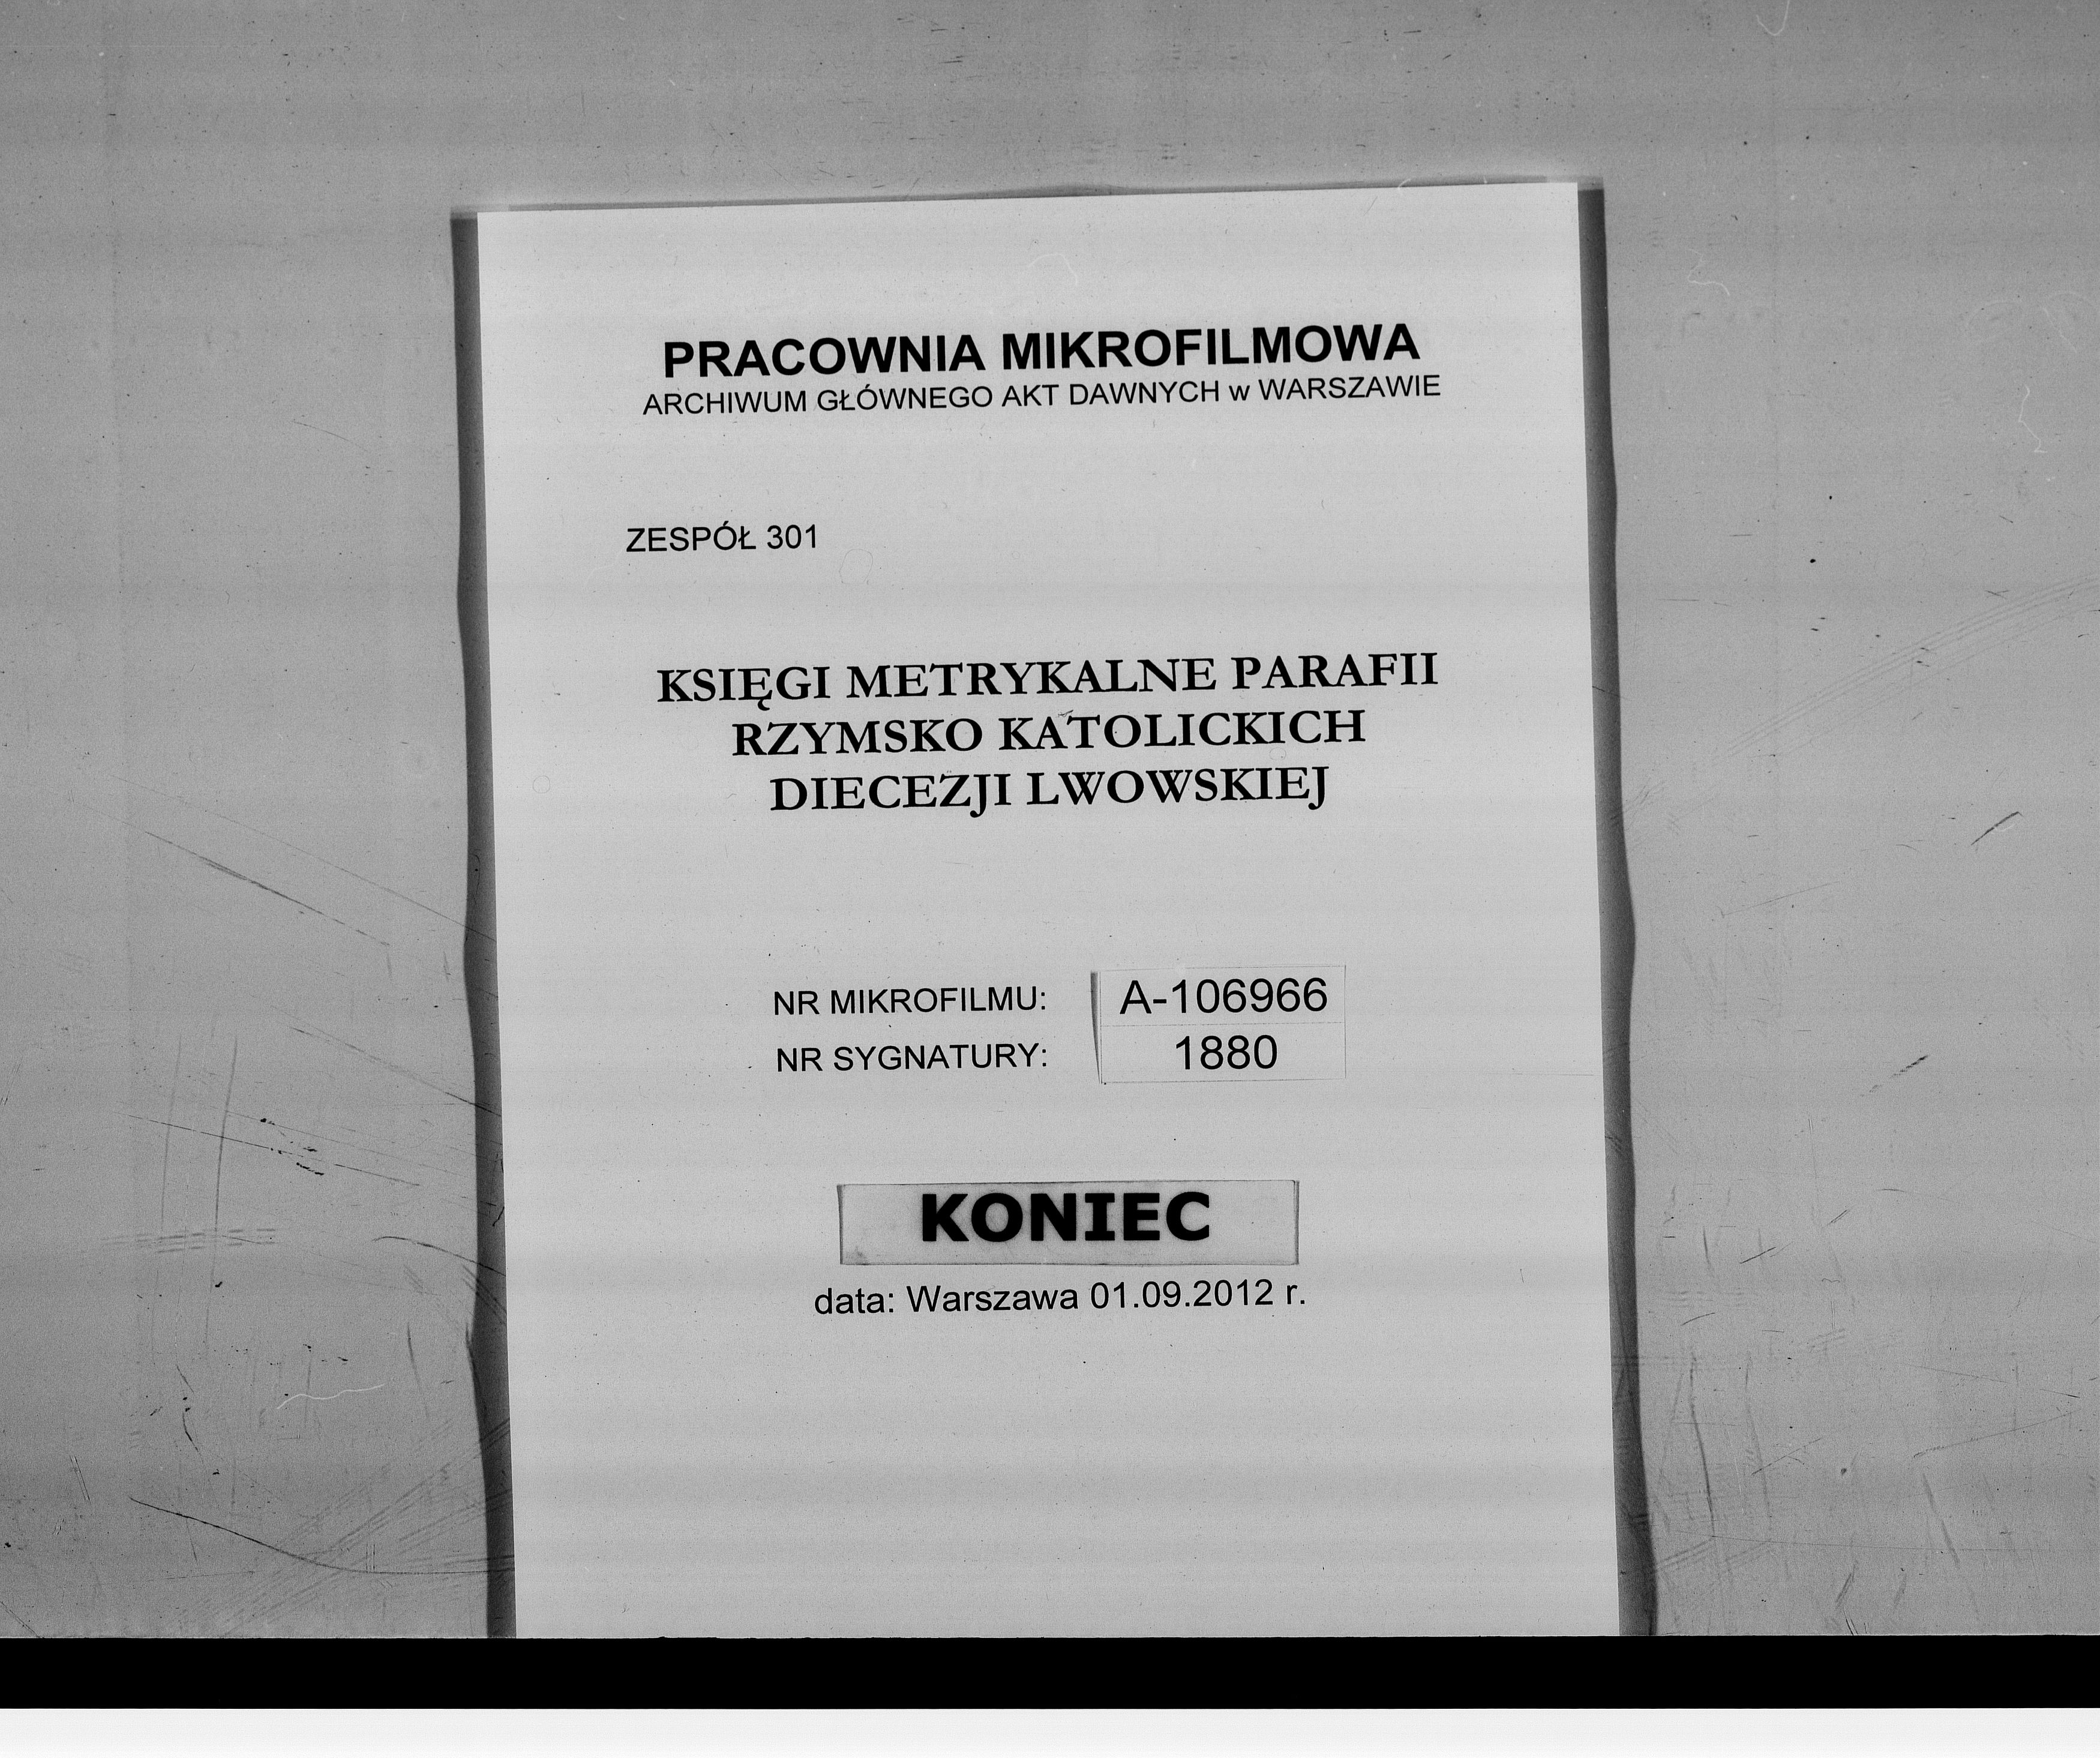 PRACOWNIA MIKROFILMOWA
ARCHIWUM GŁÓWNEGO AKT DAWNYCH w WARSZAWIE
ZESPÓŁ 301
KSIĘGI METRYKALNE PARAFII
RZYMSKO KATOLICKICH
DIECEZJI LWOWSKIEJ
NR MIKROFILMU: A-106966
NR SYGNATURY: 1880
KONIEC
data: Warszawa 01.09.2012 r.